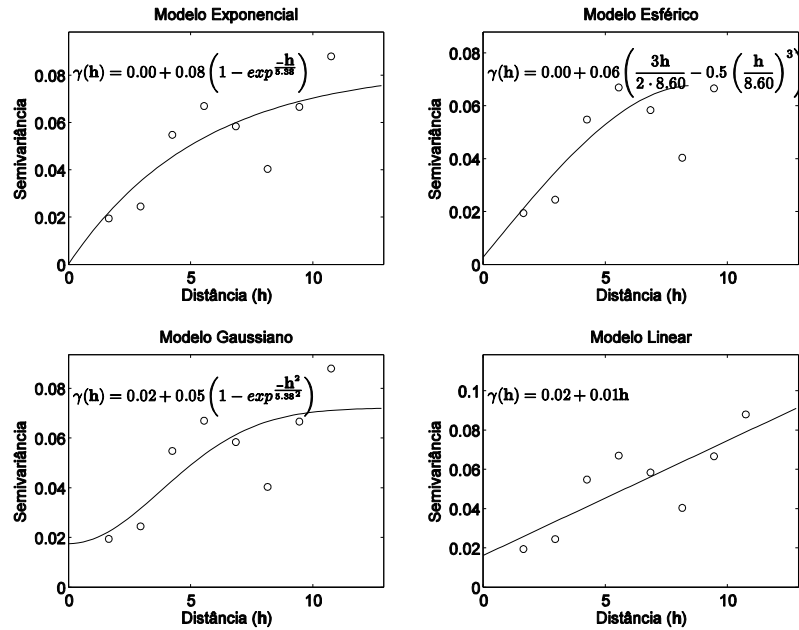 Modelo Exponencial
γ(h) = 0.00 + 0.08 (1 − exp^(−h/5.38))
Semivariância
0.08
0.06
0.04
0.02
0
0 5 10
Distância (h)
Modelo Esférico
γ(h) = 0.00 + 0.06 (3h/(2 · 8.60) − 0.5 (h/8.60)^3)
Semivariância
0.08
0.06
0.04
0.02
0
0 5 10
Distância (h)
Modelo Gaussiano
γ(h) = 0.02 + 0.05 (1 − exp^(−h²/5.38²))
Semivariância
0.08
0.06
0.04
0.02
0
0 5 10
Distância (h)
Modelo Linear
γ(h) = 0.02 + 0.01h
Semivariância
0.1
0.08
0.06
0.04
0.02
0
0 5 10
Distância (h)